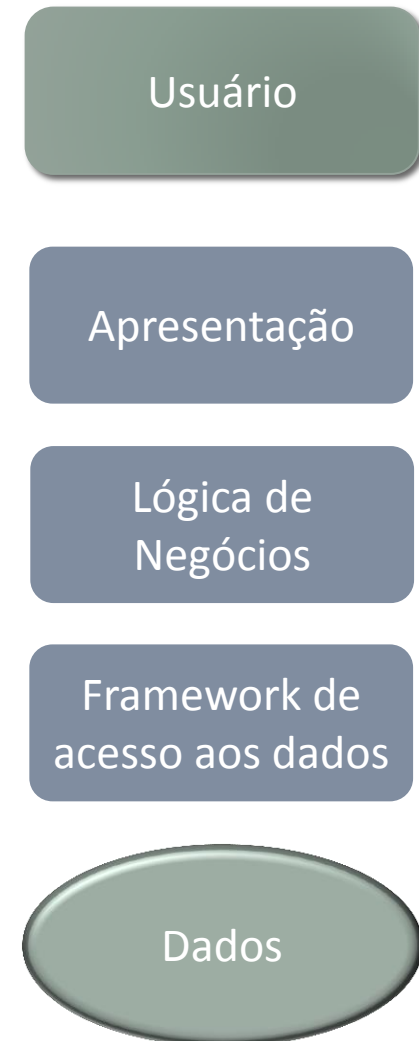 Usuário
Apresentação
Lógica de
Negócios
Framework de
acesso aos dados
Dados